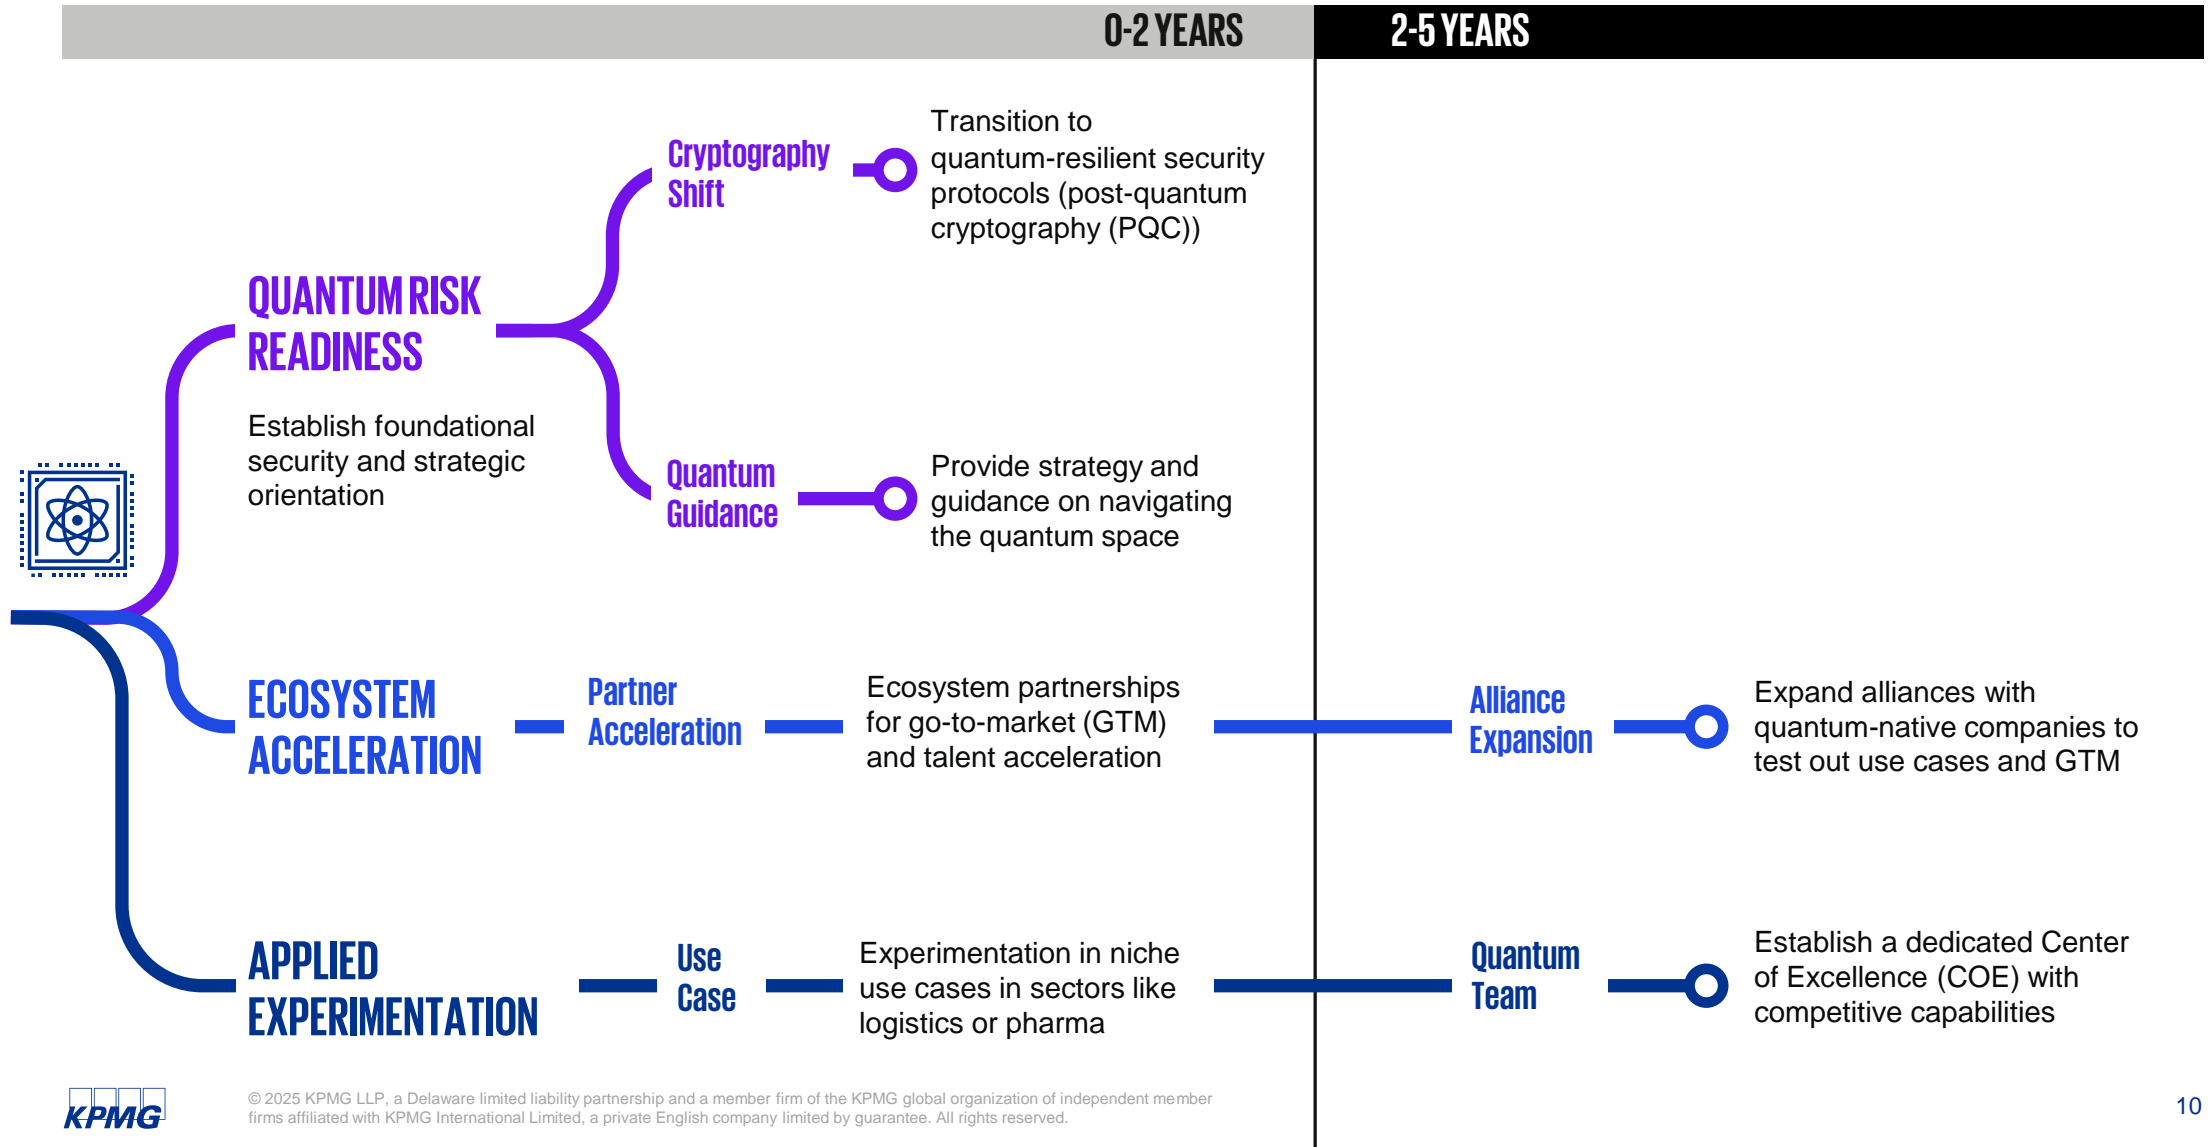 0-2 YEARS
2-5 YEARS
Cryptography
Shift
Transition to
quantum-resilient security
protocols (post-quantum
cryptography (PQC))
QUANTUM RISK
READINESS
Establish foundational
security and strategic
orientation
Quantum
Guidance
Provide strategy and
guidance on navigating
the quantum space
ECOSYSTEM
ACCELERATION
Partner
Acceleration
Ecosystem partnerships
for go-to-market (GTM)
and talent acceleration
Alliance
Expansion
Expand alliances with
quantum-native companies to
test out use cases and GTM
APPLIED
EXPERIMENTATION
Use
Case
Experimentation in niche
use cases in sectors like
logistics or pharma
Quantum
Team
Establish a dedicated Center
of Excellence (COE) with
competitive capabilities
KPMG
© 2025 KPMG LLP, a Delaware limited liability partnership and a member firm of the KPMG global organization of independent member
firms affiliated with KPMG International Limited, a private English company limited by guarantee. All rights reserved.
10